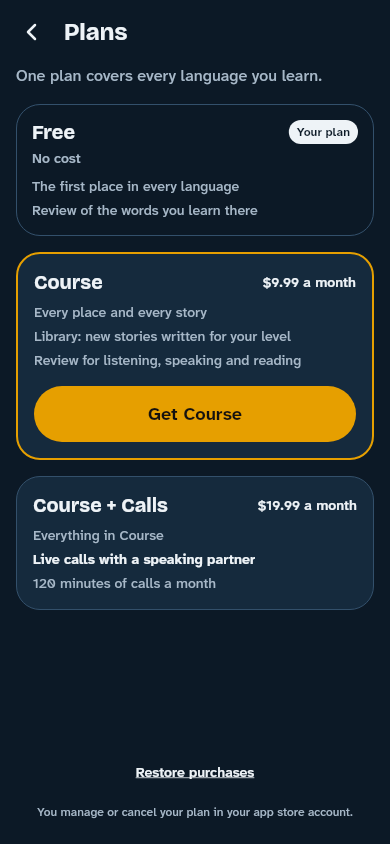 Plans
One plan covers every language you learn.
Free
Your plan
No cost
The first place in every language
Review of the words you learn there
Course
$9.99 a month
Every place and every story
Library: new stories written for your level
Review for listening, speaking and reading
Get Course
Course + Calls
$19.99 a month
Everything in Course
Live calls with a speaking partner
120 minutes of calls a month
Restore purchases
You manage or cancel your plan in your app store account.